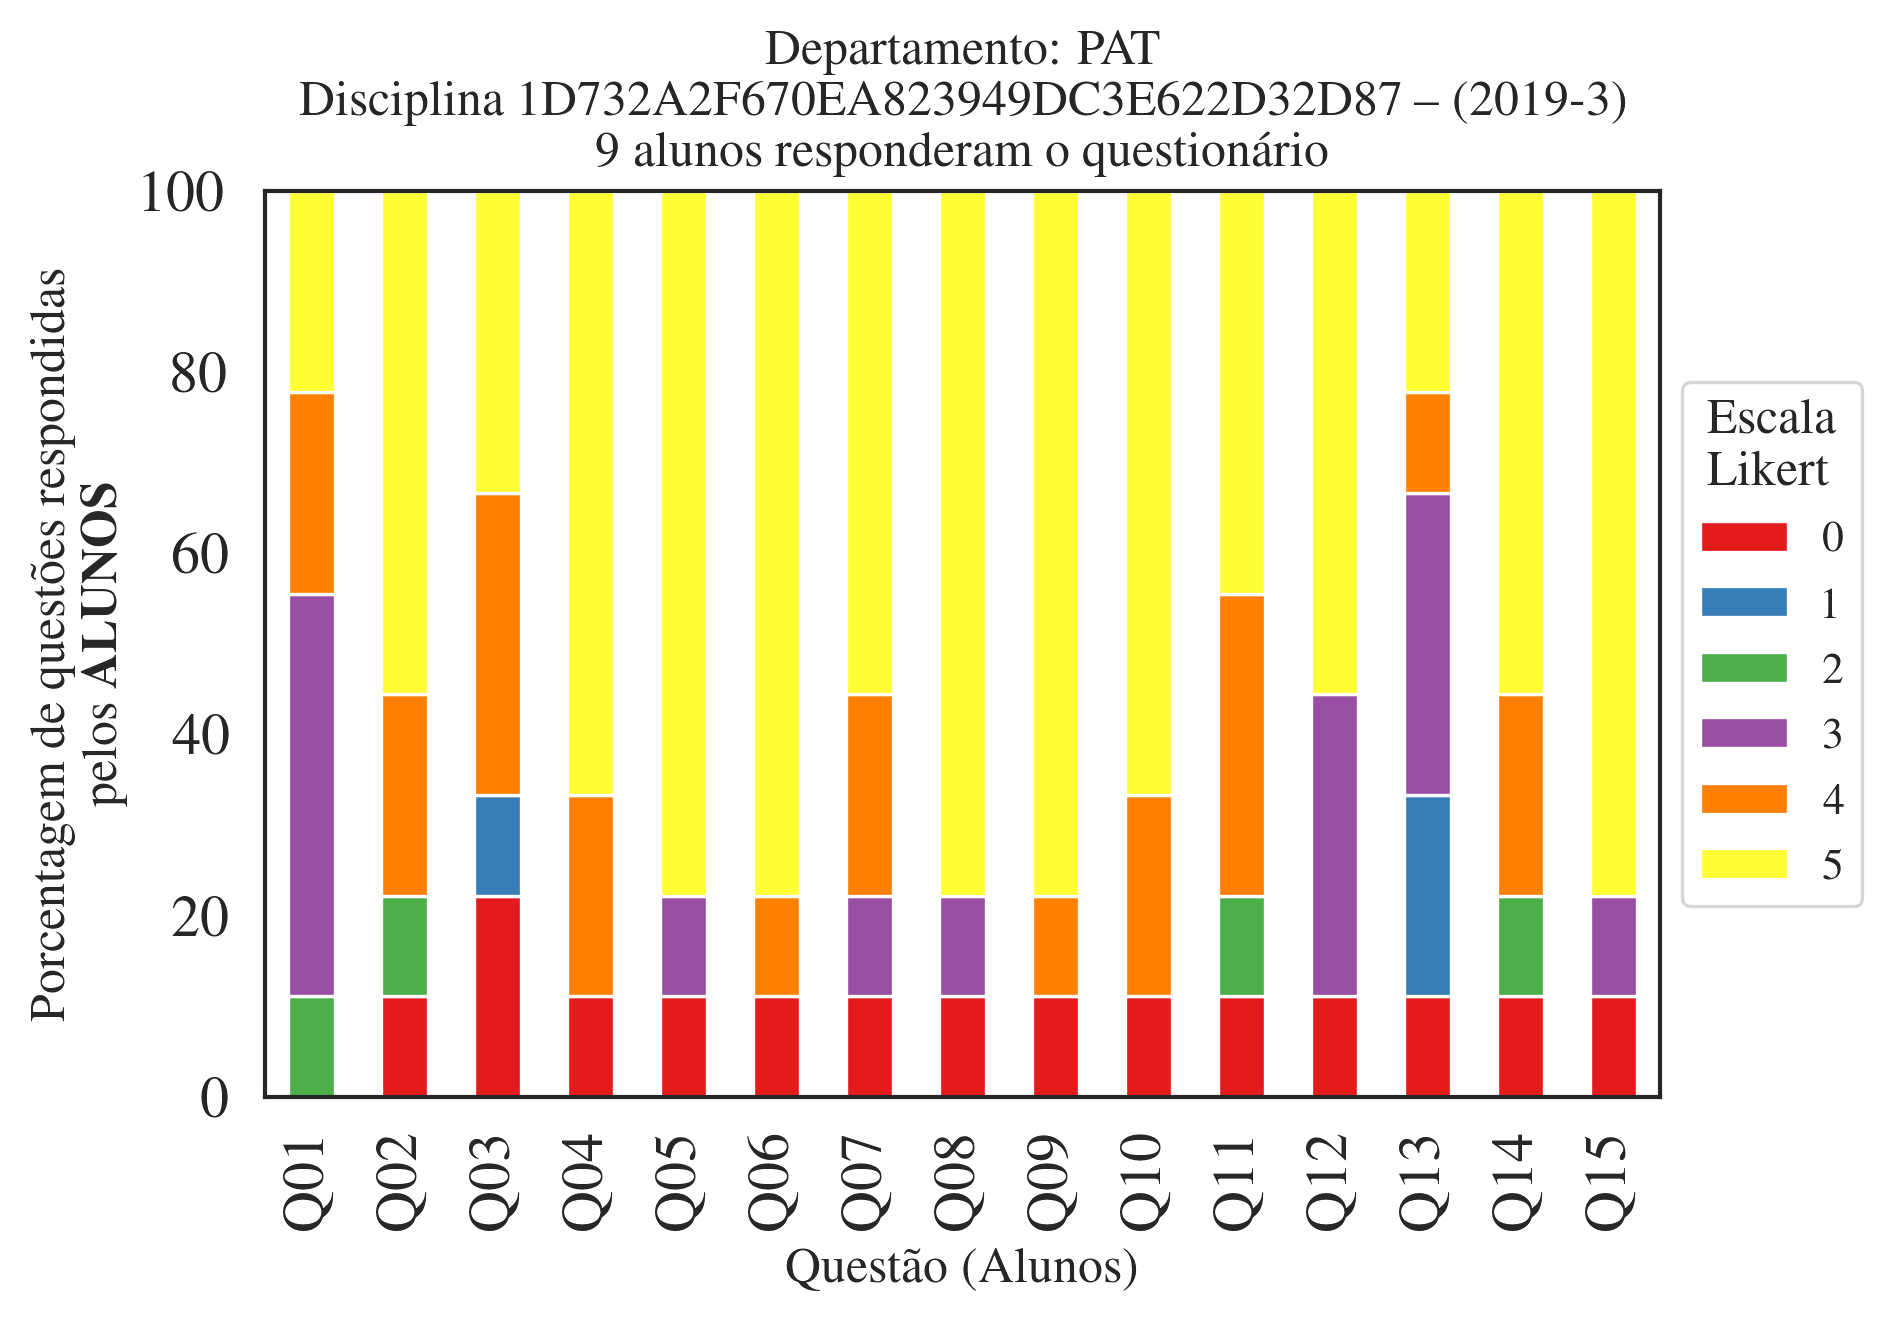 Departamento: PAT
Disciplina 1D732A2F670EA823949DC3E622D32D87 – (2019-3)
9 alunos responderam o questionário
Porcentagem de questões respondidas
pelos ALUNOS
100
80
60
40
20
0
Q01
Q02
Q03
Q04
Q05
Q06
Q07
Q08
Q09
Q10
Q11
Q12
Q13
Q14
Q15
Questão (Alunos)
Escala
Likert
0
1
2
3
4
5